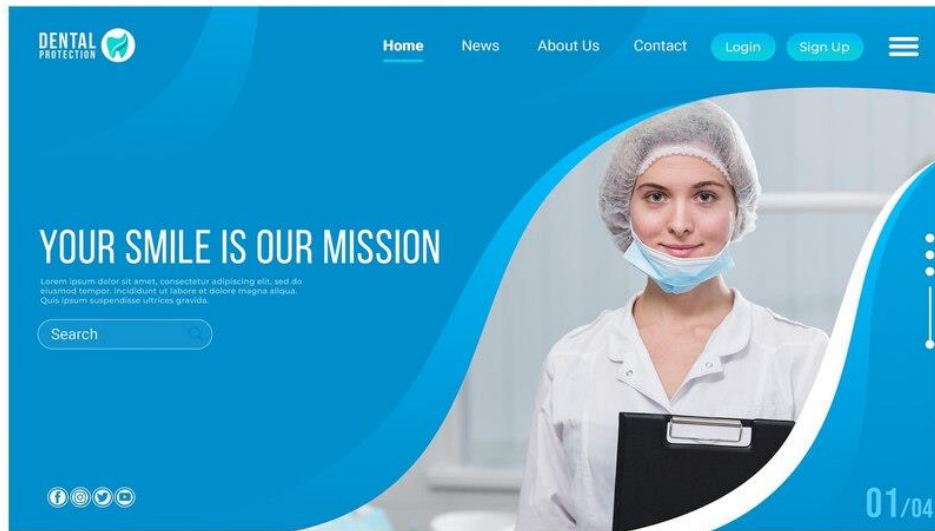 DENTAL
PROTECTION
Home News About Us Contact Login Sign Up
YOUR SMILE IS OUR MISSION
Lorem ipsum dolor sit amet, consectetur adipiscing elit, sed do
eiusmod tempor. incididunt ut labore et dolore magna aliqua.
Quis ipsum suspendisse ultrices gravida.
Search
01/04